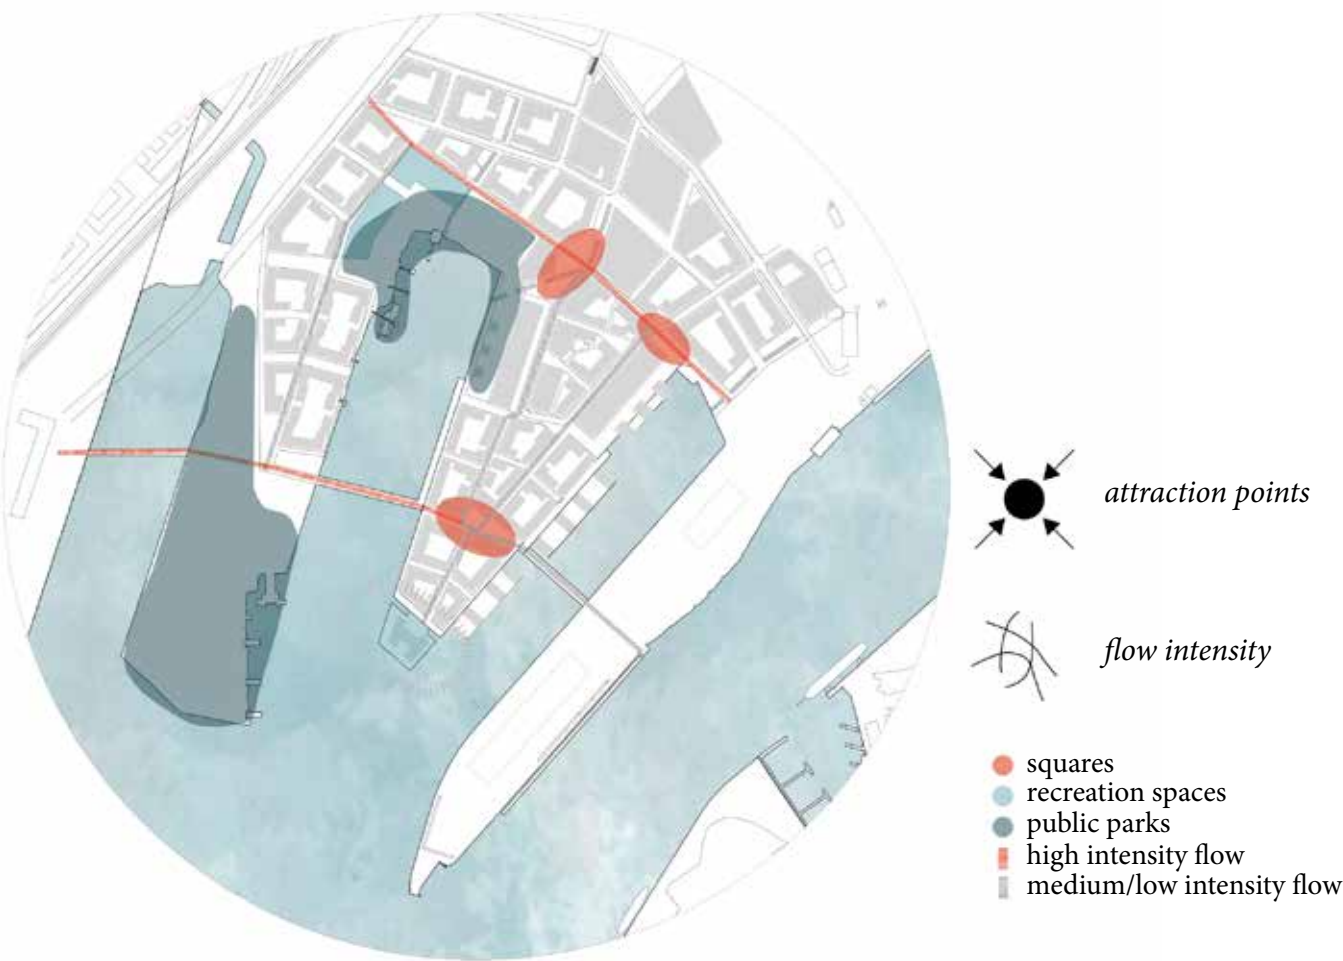 attraction points
flow intensity
squares
recreation spaces
public parks
high intensity flow
medium/low intensity flow